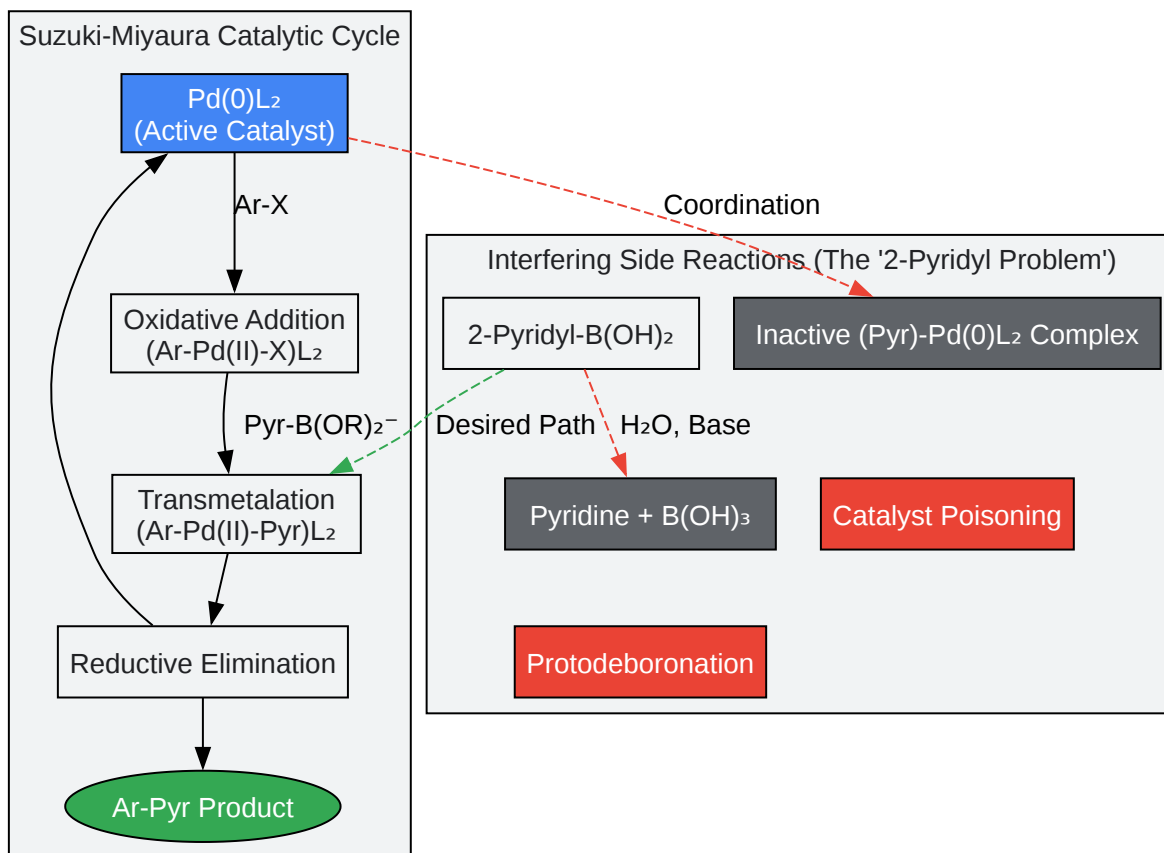 Suzuki-Miyaura Catalytic Cycle
Pd(0)L₂
(Active Catalyst)
Ar-X
Coordination
Interfering Side Reactions (The '2-Pyridyl Problem')
Oxidative Addition
(Ar-Pd(II)-X)L₂
2-Pyridyl-B(OH)₂
Inactive (Pyr)-Pd(0)L₂ Complex
Pyr-B(OR)₂⁻
Desired Path
H₂O, Base
Transmetalation
(Ar-Pd(II)-Pyr)L₂
Pyridine + B(OH)₃
Catalyst Poisoning
Reductive Elimination
Protodeboronation
Ar-Pyr Product